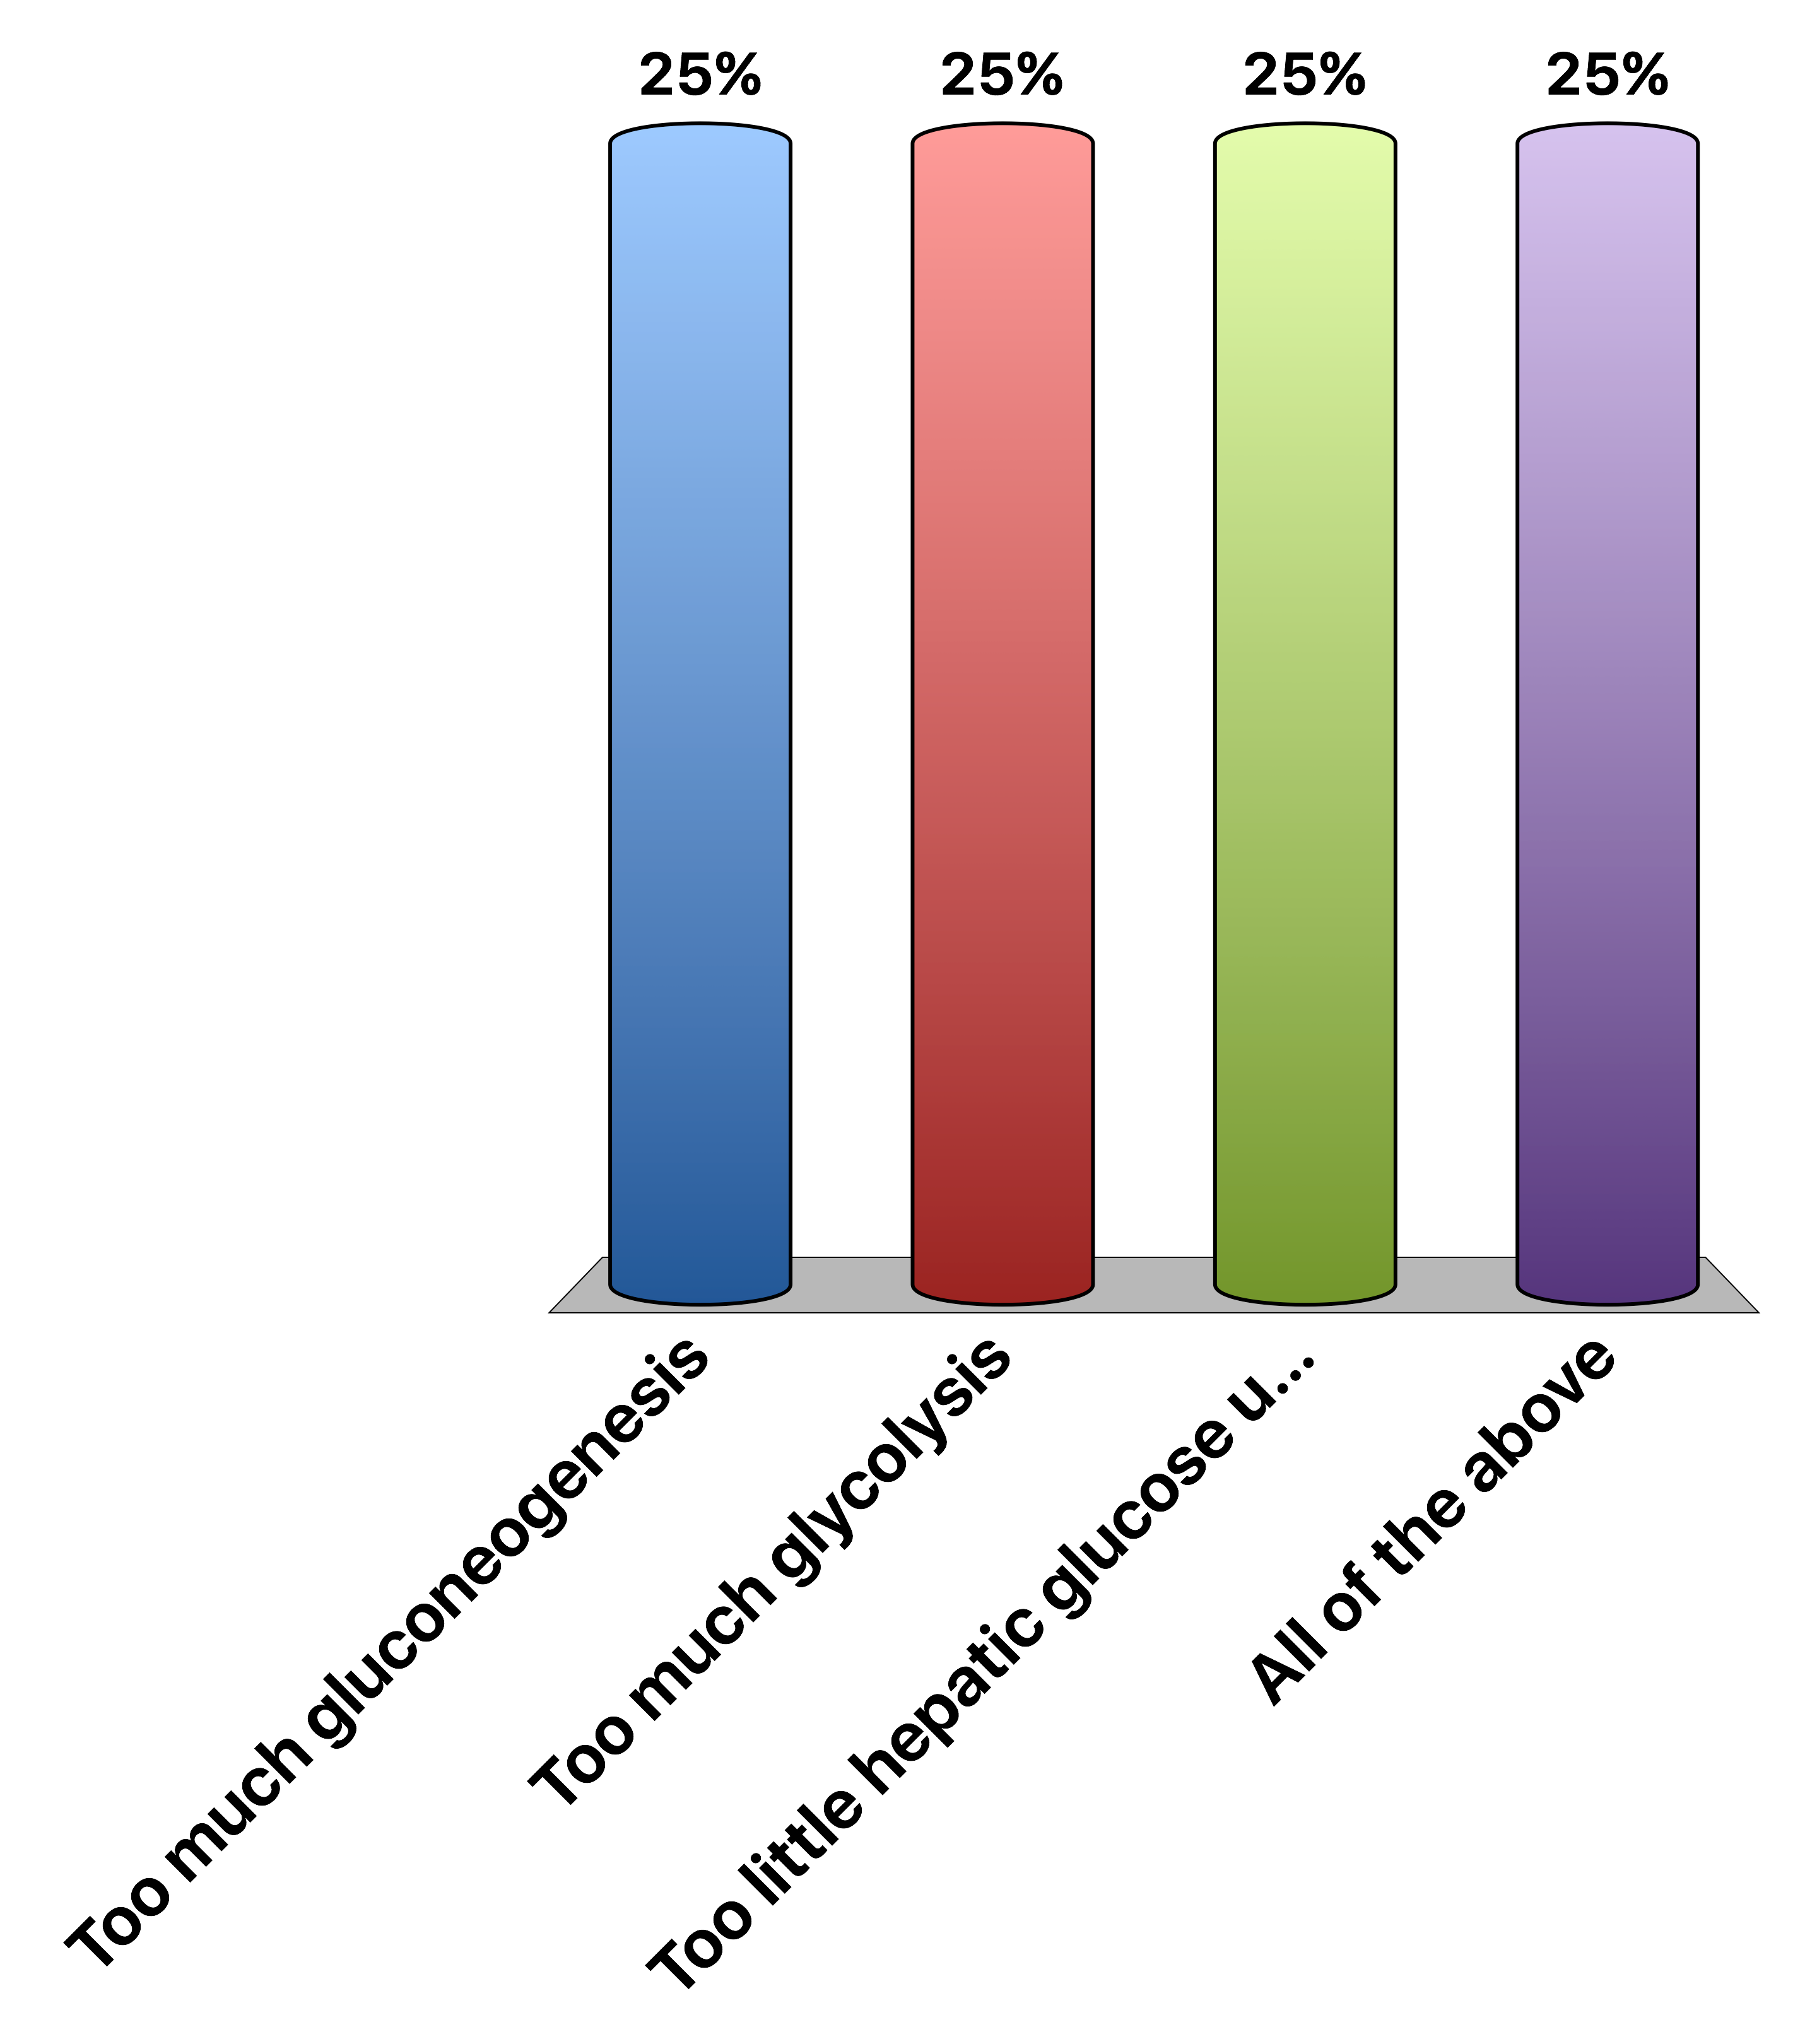 25% 25% 25% 25%
Too much gluconeogenesis
Too much glycolysis
Too little hepatic glucose u...
All of the above